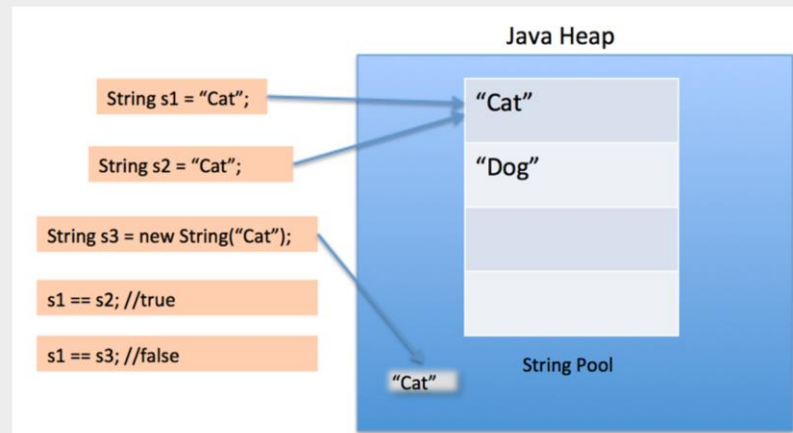 Java Heap
String s1 = “Cat”;
“Cat”
String s2 = “Cat”;
“Dog”
String s3 = new String(“Cat”);
s1 == s2; //true
s1 == s3; //false
String Pool
“Cat”